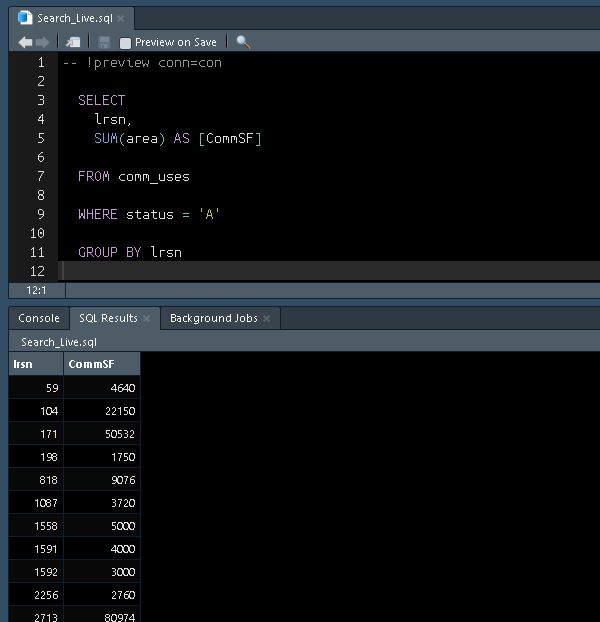 Search_Live.sql
Preview on Save
1 -- !preview conn=con
2
3 SELECT
4 lrsn,
5 SUM(area) AS [CommSF]
6
7 FROM comm_uses
8
9 WHERE status = 'A'
10
11 GROUP BY lrsn
12
12:1
Console SQL Results Background Jobs
Search_Live.sql
lrsn CommSF
59 4640
104 22150
171 50532
198 1750
818 9076
1087 3720
1558 5000
1591 4000
1592 3000
2256 2760
2713 80974